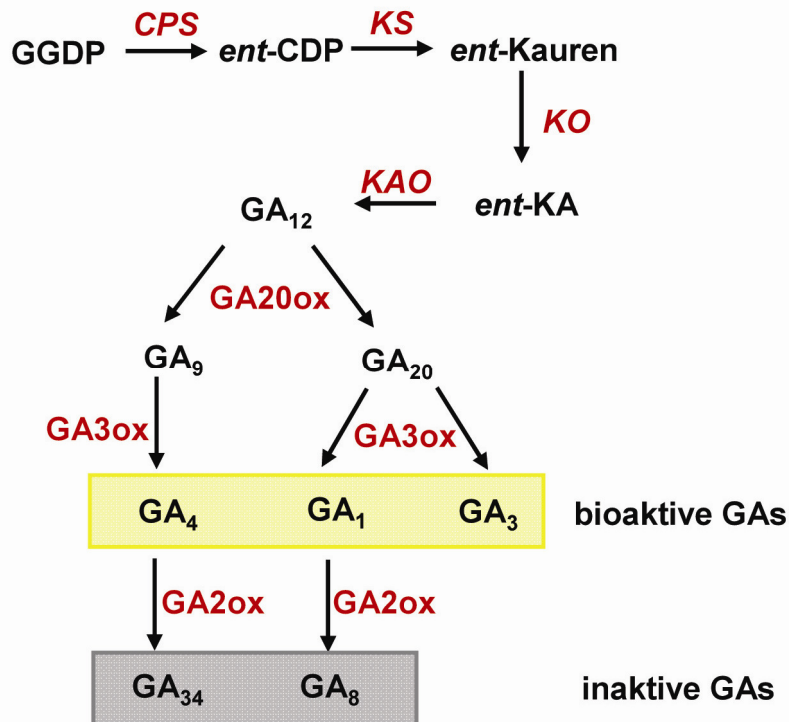 CPS KS
GGDP ent-CDP ent-Kauren
KO
KAO
GA12 ent-KA
GA20ox
GA9 GA20
GA3ox GA3ox
GA4 GA1 GA3 bioaktive GAs
GA2ox GA2ox
GA34 GA8 inaktive GAs